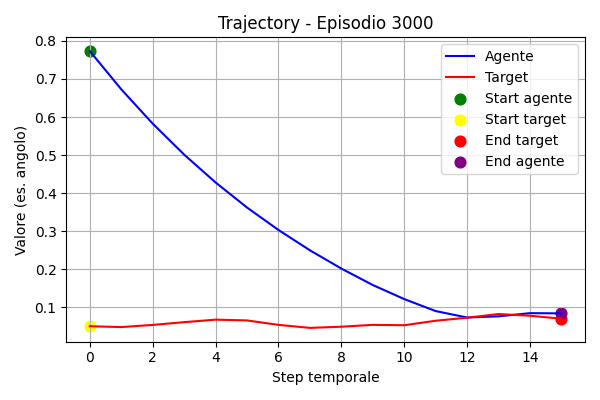 Trajectory - Episodio 3000
Valore (es. angolo)
0.8
0.7
0.6
0.5
0.4
0.3
0.2
0.1
Agente
Target
Start agente
Start target
End target
End agente
0 2 4 6 8 10 12 14
Step temporale